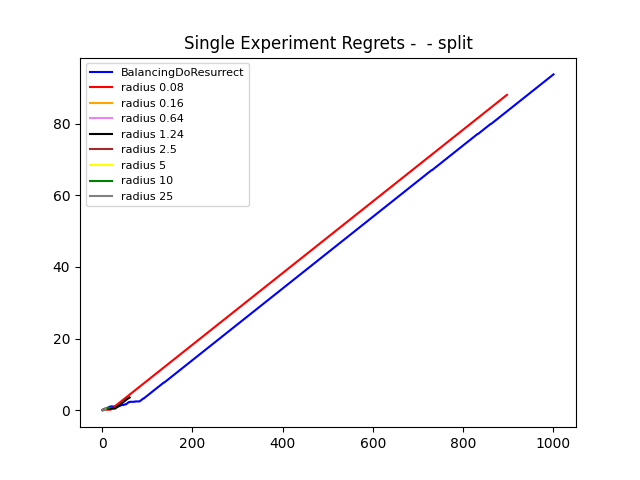 Single Experiment Regrets -  - split
BalancingDoResurrect
radius 0.08
radius 0.16
radius 0.64
radius 1.24
radius 2.5
radius 5
radius 10
radius 25
80
60
40
20
0
0 200 400 600 800 1000